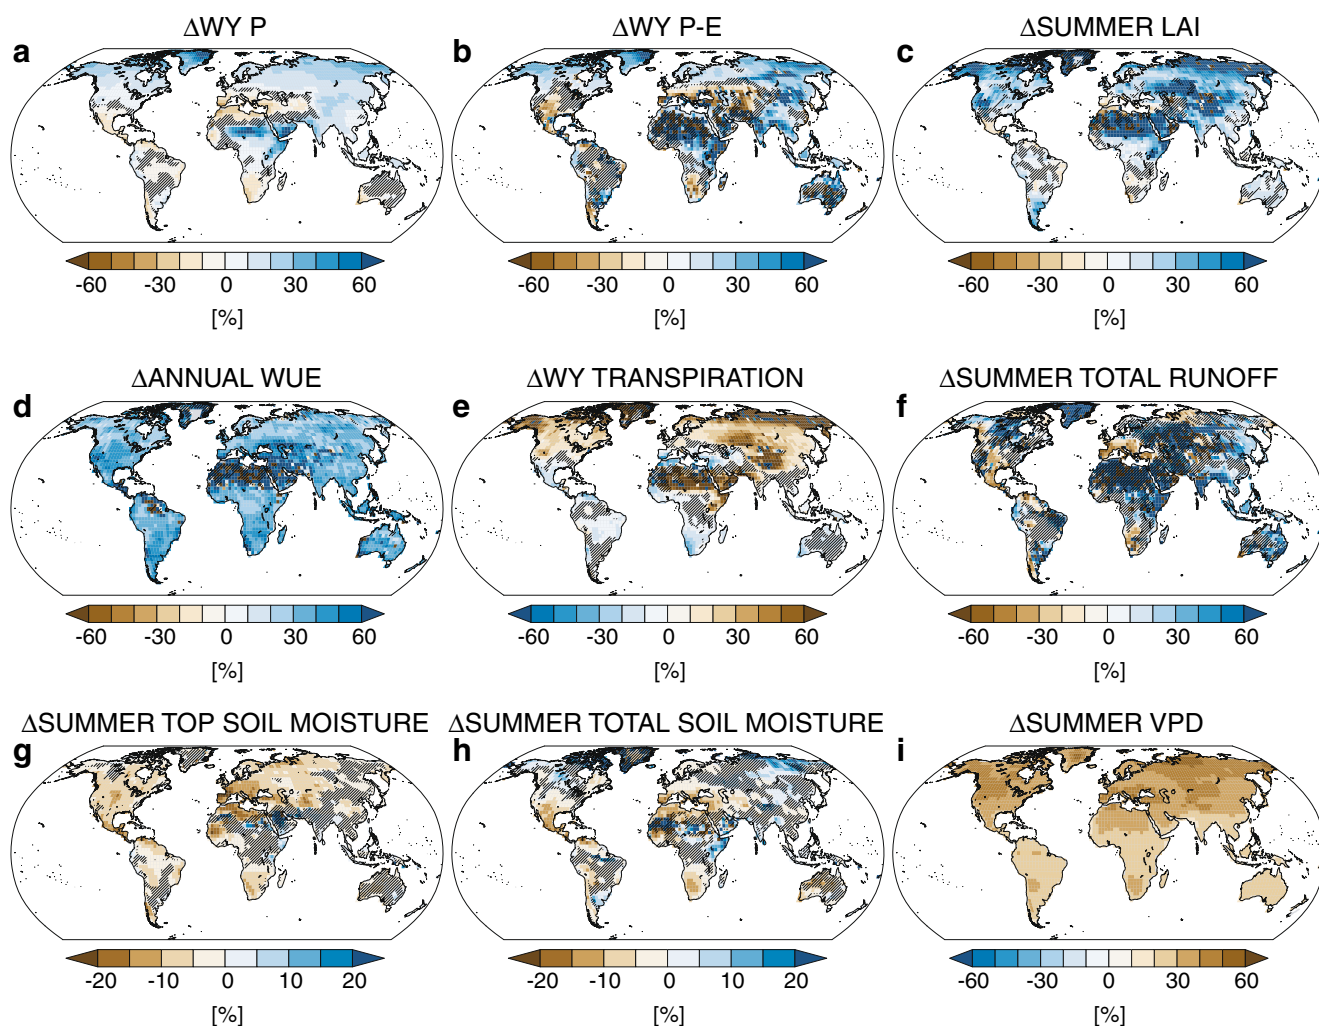 ΔWY P
ΔWY P-E
ΔSUMMER LAI
a
b
c
-60 -30 0 30 60
-60 -30 0 30 60
-60 -30 0 30 60
[%]
[%]
[%]
ΔANNUAL WUE
ΔWY TRANSPIRATION
ΔSUMMER TOTAL RUNOFF
d
e
f
-60 -30 0 30 60
-60 -30 0 30 60
-60 -30 0 30 60
[%]
[%]
[%]
ΔSUMMER TOP SOIL MOISTURE
ΔSUMMER TOTAL SOIL MOISTURE
ΔSUMMER VPD
g
h
i
-20 -10 0 10 20
-20 -10 0 10 20
-60 -30 0 30 60
[%]
[%]
[%]